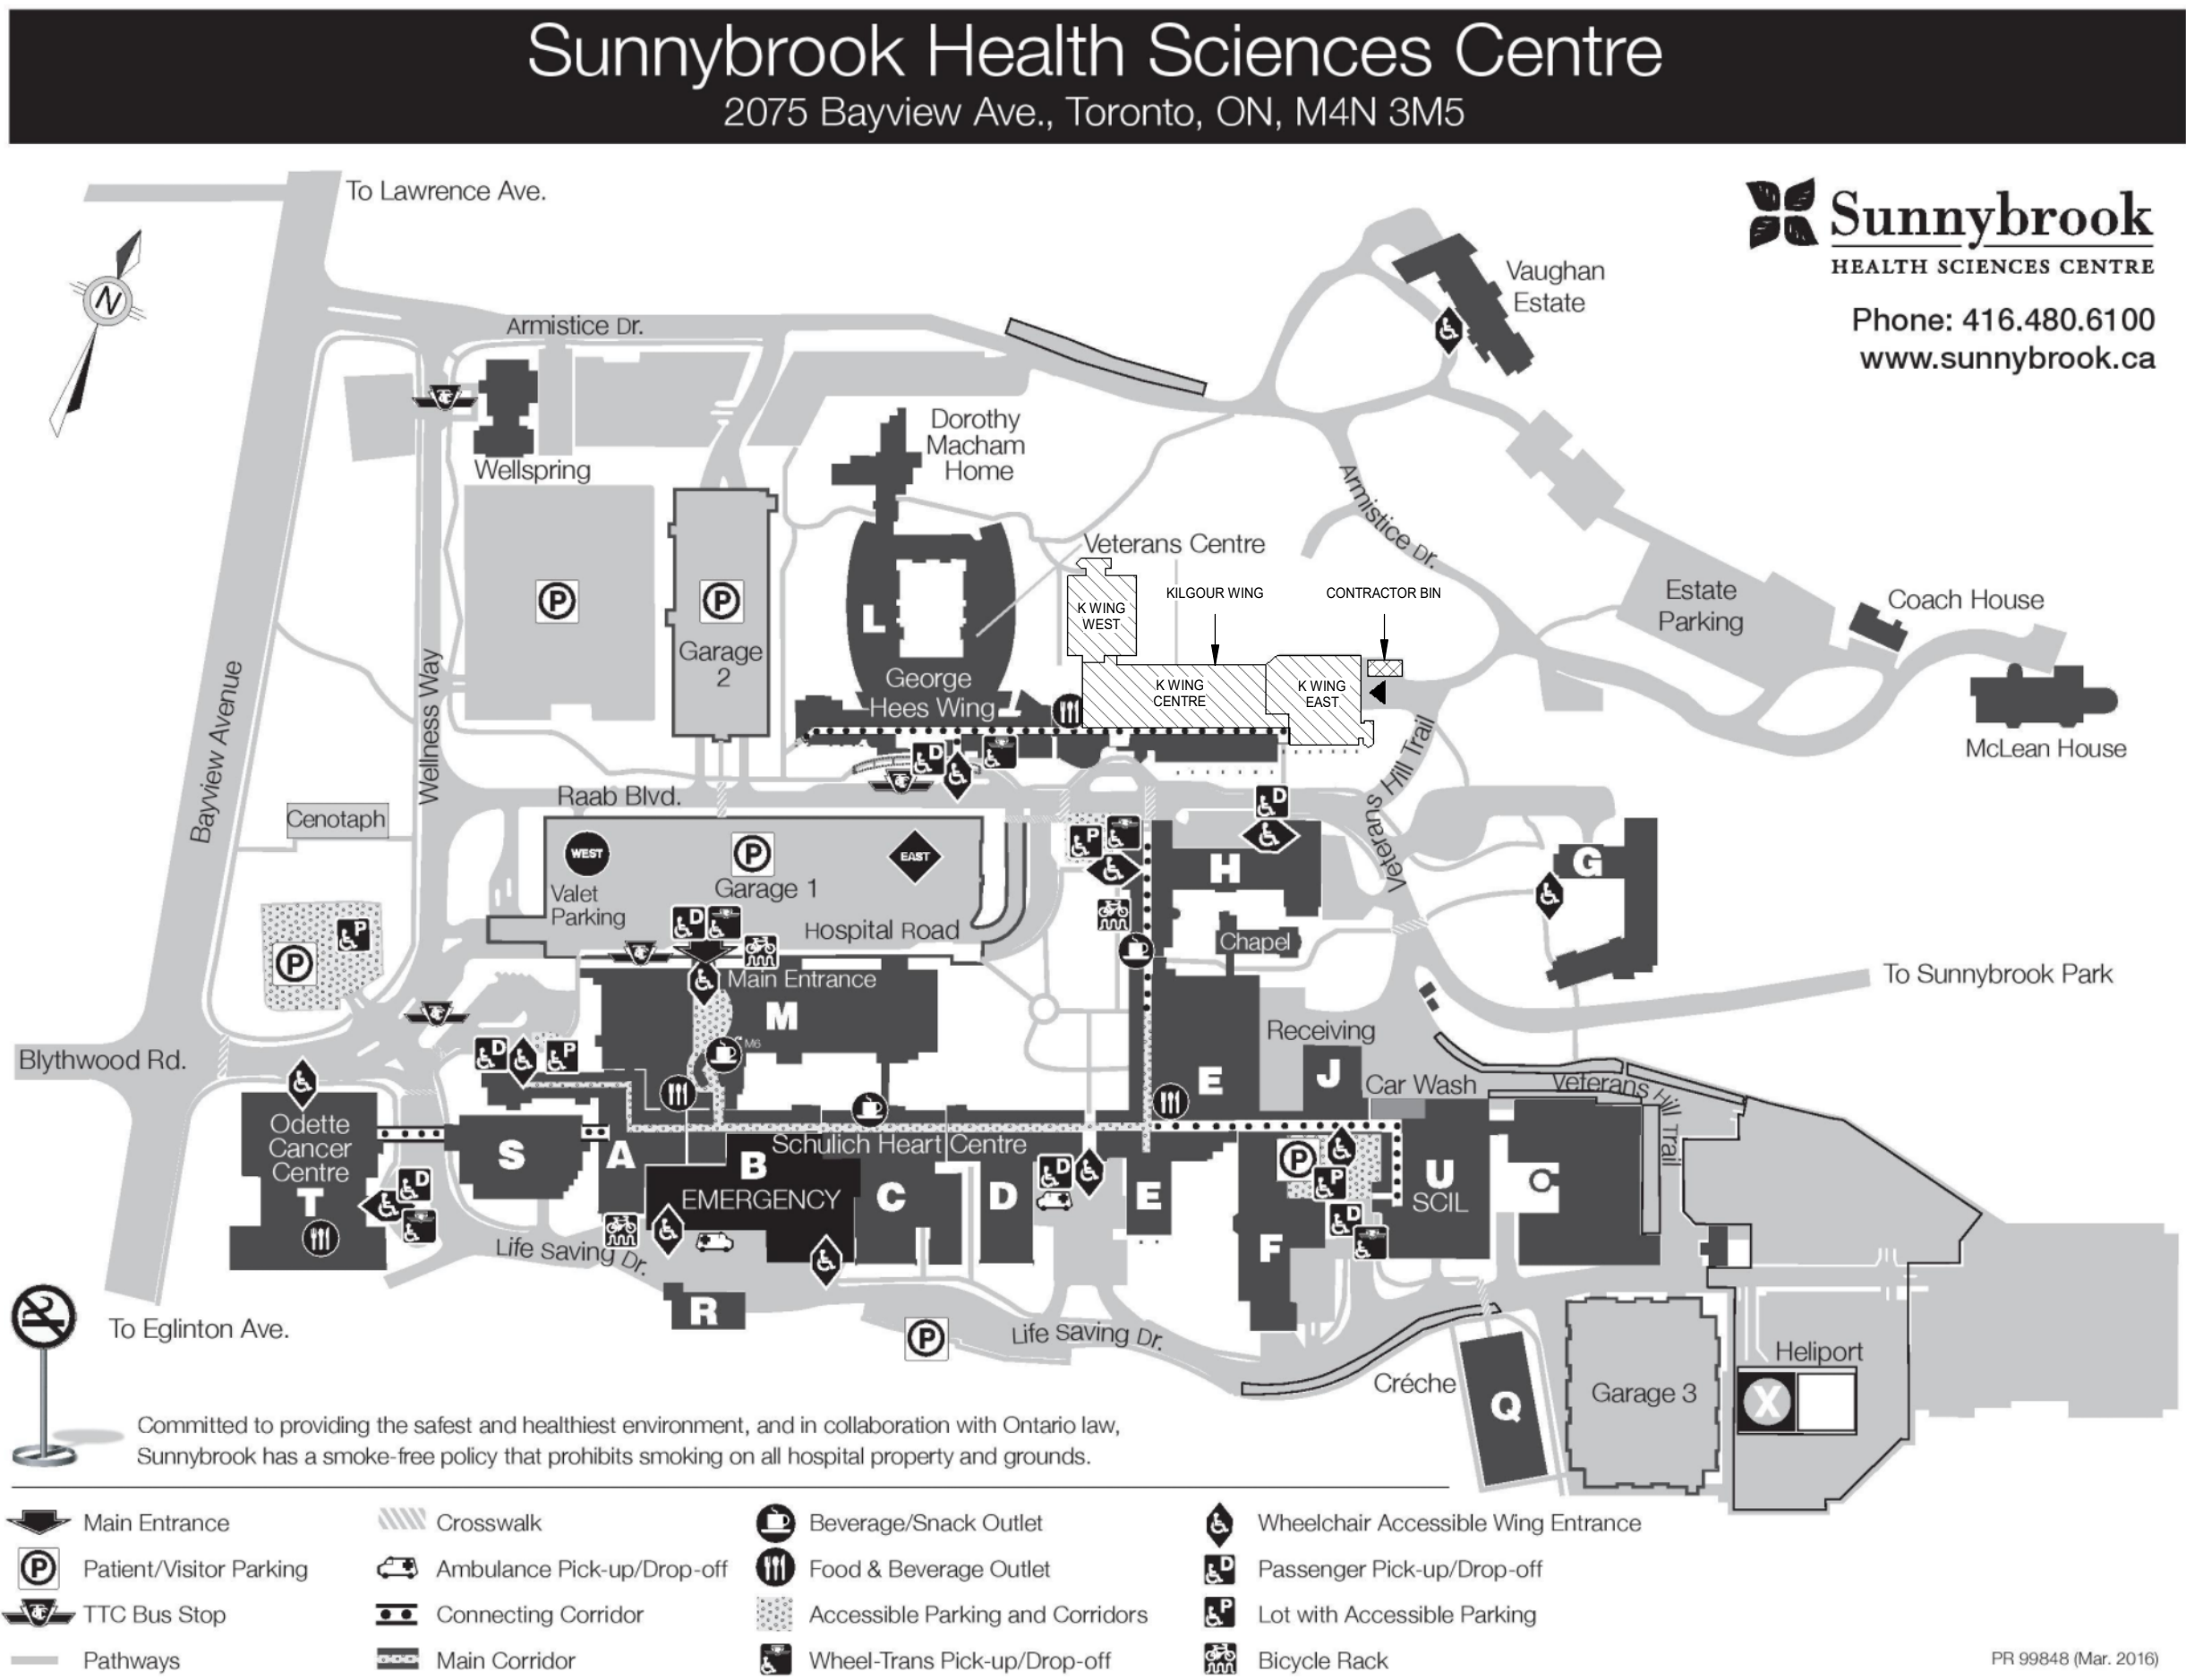 Sunnybrook Health Sciences Centre
2075 Bayview Ave., Toronto, ON, M4N 3M5
To Lawrence Ave.
Sunnybrook
HEALTH SCIENCES CENTRE
Phone: 416.480.6100
www.sunnybrook.ca
N
Vaughan
Estate
Armistice Dr.
Wellspring
Dorothy
Macham
Home
Armistice Dr.
Veterans Centre
KILGOUR WING
CONTRACTOR BIN
K WING
WEST
K WING
CENTRE
K WING
EAST
Estate
Parking
Coach House
McLean House
P
P
Garage
2
L
George
Hees Wing
Bayview Avenue
Wellness Way
Veterans Hill Trail
Raab Blvd.
Cenotaph
WEST
P
EAST
Valet
Parking
Garage 1
Hospital Road
D
D
P
H
G
Chapel
P
P
D
Main Entrance
M
M6
To Sunnybrook Park
Receiving
Blythwood Rd.
D
P
E
J
Car Wash
Veterans Hill
Trail
Odette
Cancer
Centre
T
S
A
B
Schulich Heart Centre
EMERGENCY
C
D
D
E
P
P
D
F
U
SCIL
D
Life Saving Dr.
R
P
Life Saving Dr.
To Eglinton Ave.
Créche
Q
Garage 3
Heliport
X
Committed to providing the safest and healthiest environment, and in collaboration with Ontario law,
Sunnybrook has a smoke-free policy that prohibits smoking on all hospital property and grounds.
Main Entrance
Crosswalk
Beverage/Snack Outlet
Wheelchair Accessible Wing Entrance
P Patient/Visitor Parking
Ambulance Pick-up/Drop-off
Food & Beverage Outlet
D Passenger Pick-up/Drop-off
TTC Bus Stop
Connecting Corridor
Accessible Parking and Corridors
P Lot with Accessible Parking
Pathways
Main Corridor
Wheel-Trans Pick-up/Drop-off
Bicycle Rack
PR 99848 (Mar. 2016)